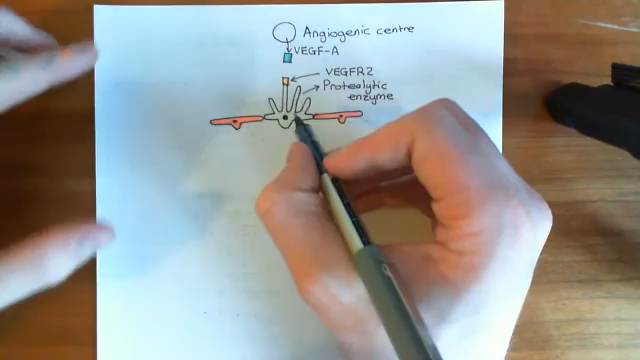 Angiogenic centre
VEGF-A
VEGFR2
Proteolytic
enzyme